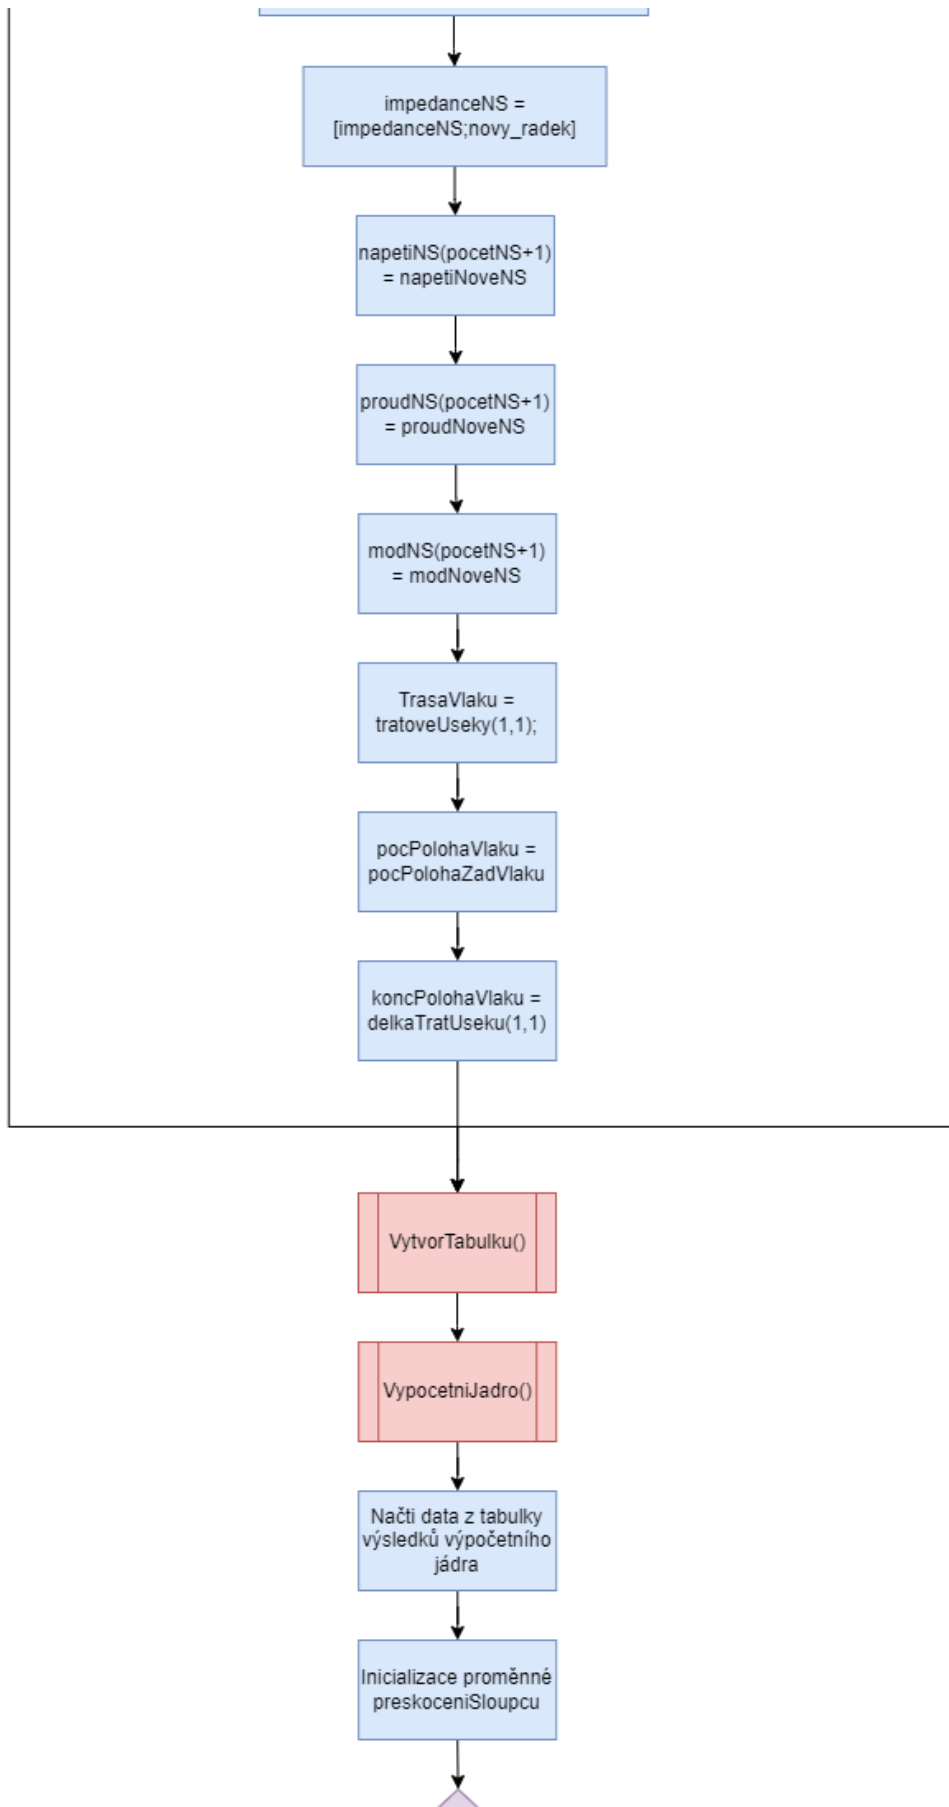 impedanceNS =
[impedanceNS;novy_radek]
napetiNS(pocetNS+1)
= napetiNoveNS
proudNS(pocetNS+1)
= proudNoveNS
modNS(pocetNS+1)
= modNoveNS
TrasaVlaku =
tratoveUseky(1,1);
pocPolohaVlaku =
pocPolohaZadVlaku
koncPolohaVlaku =
delkaTratUseku(1,1)
VytvorTabulku()
VypocetniJadro()
Načti data z tabulky
výsledků výpočetního
jádra
Inicializace proměnné
preskoceniSloupcu